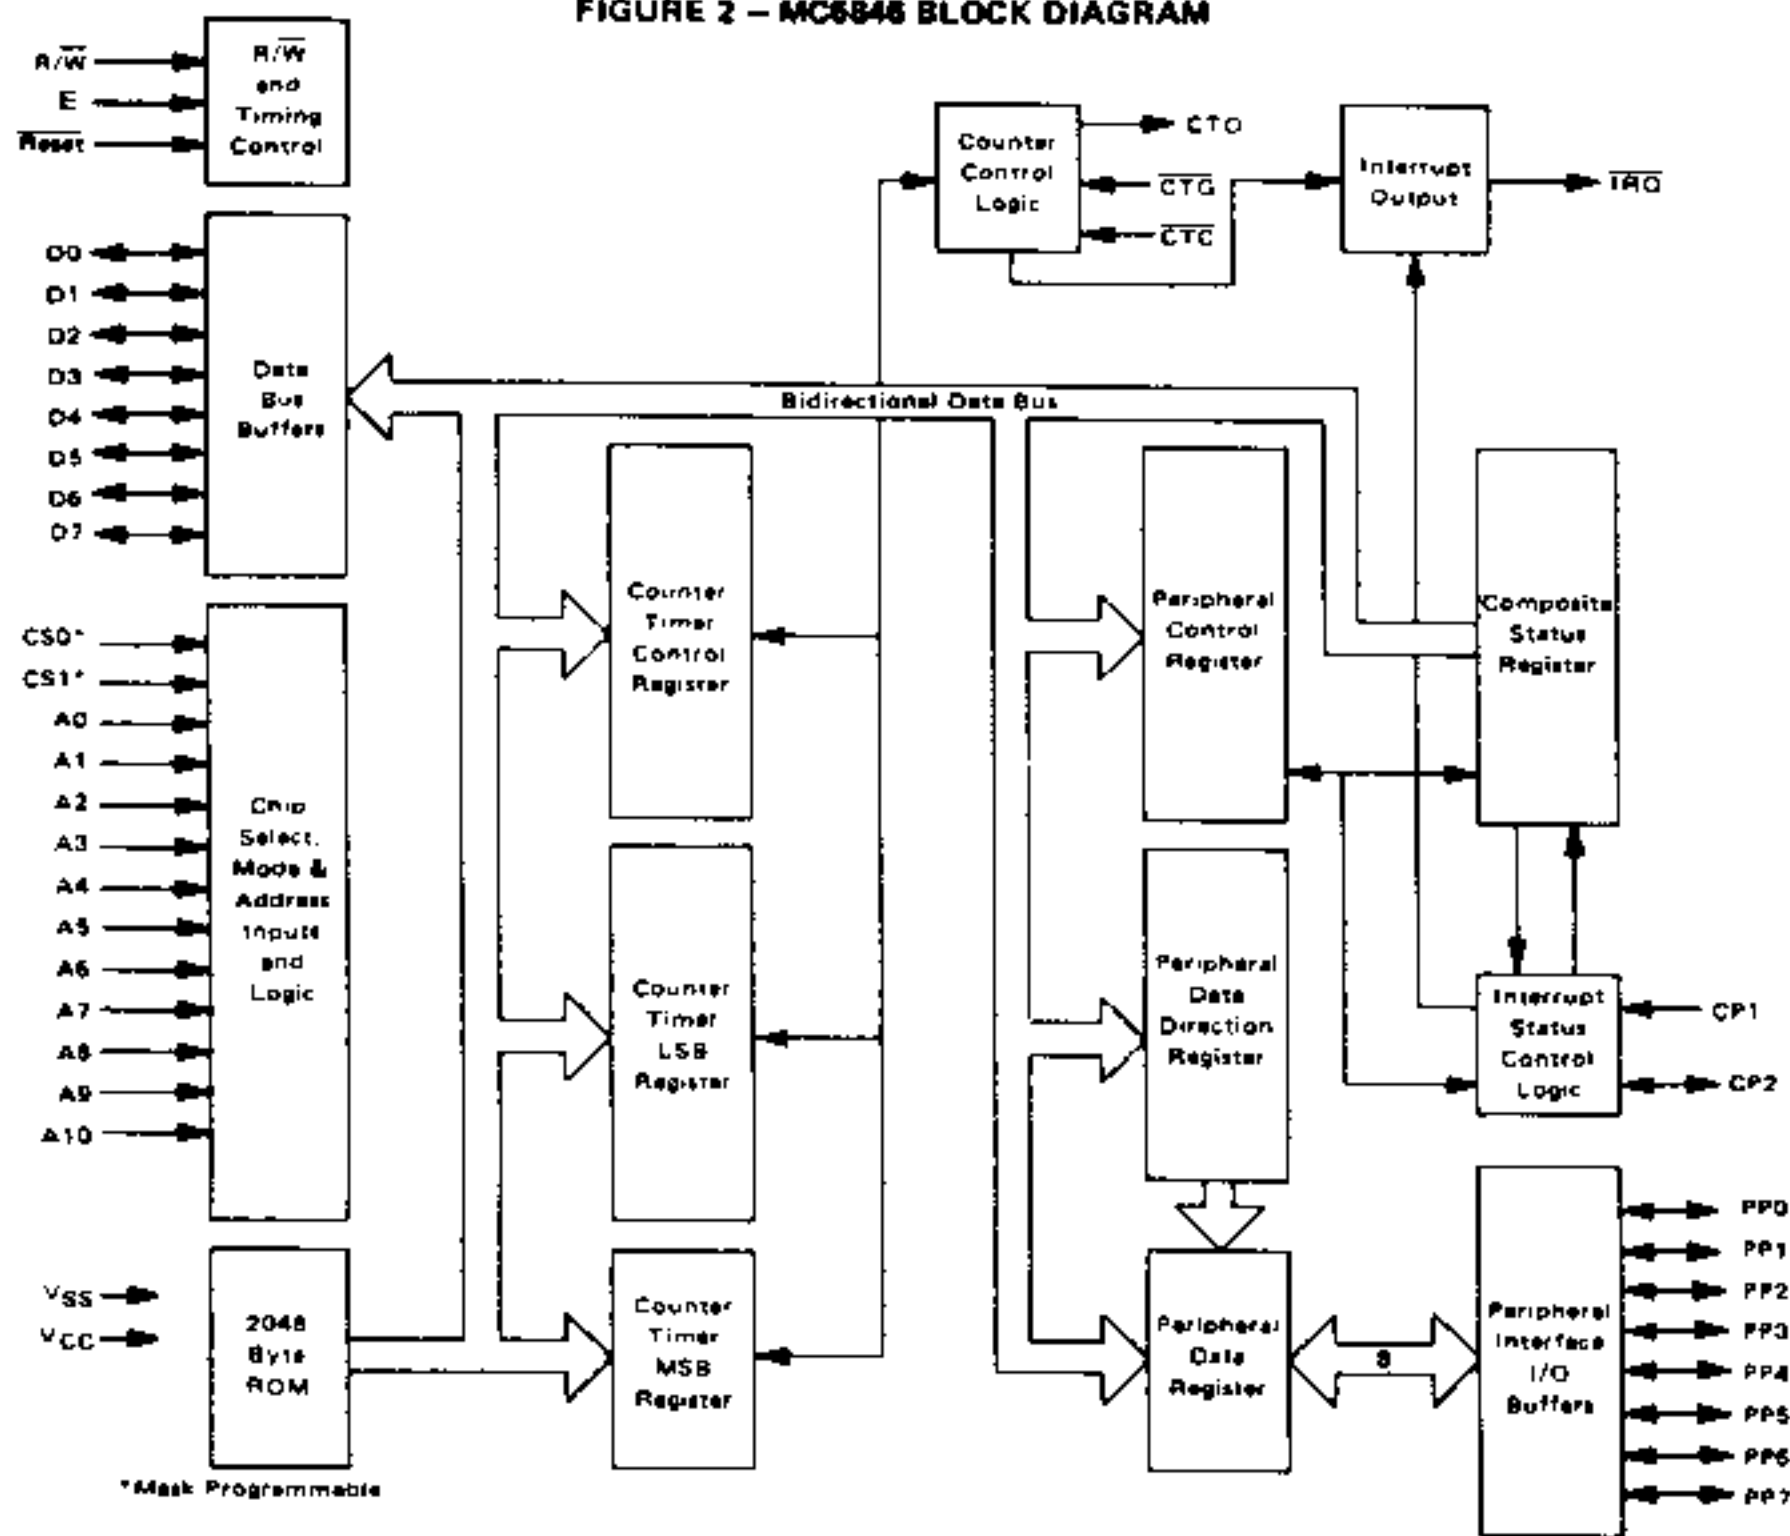 FIGURE 2 – MC6846 BLOCK DIAGRAM
R/W̅
E
R̅e̅s̅e̅t̅
R/W̅
and
Timing
Control
D0
D1
D2
D3
D4
D5
D6
D7
Data
Bus
Buffers
CS0*
CS1*
A0
A1
A2
A3
A4
A5
A6
A7
A8
A9
A10
Chip
Select,
Mode &
Address
Inputs
and
Logic
VSS
VCC
2048
Byte
ROM
*Mask Programmable
Counter
Control
Logic
CTO
C̅T̅G̅
C̅T̅C̅
Interrupt
Output
I̅R̅Q̅
Bidirectional Data Bus
Counter
Timer
Control
Register
Counter
Timer
LSB
Register
Counter
Timer
MSB
Register
Peripheral
Control
Register
Peripheral
Data
Direction
Register
Peripheral
Data
Register
8
Composite
Status
Register
Interrupt
Status
Control
Logic
CP1
CP2
Peripheral
Interface
I/O
Buffers
PP0
PP1
PP2
PP3
PP4
PP5
PP6
PP7